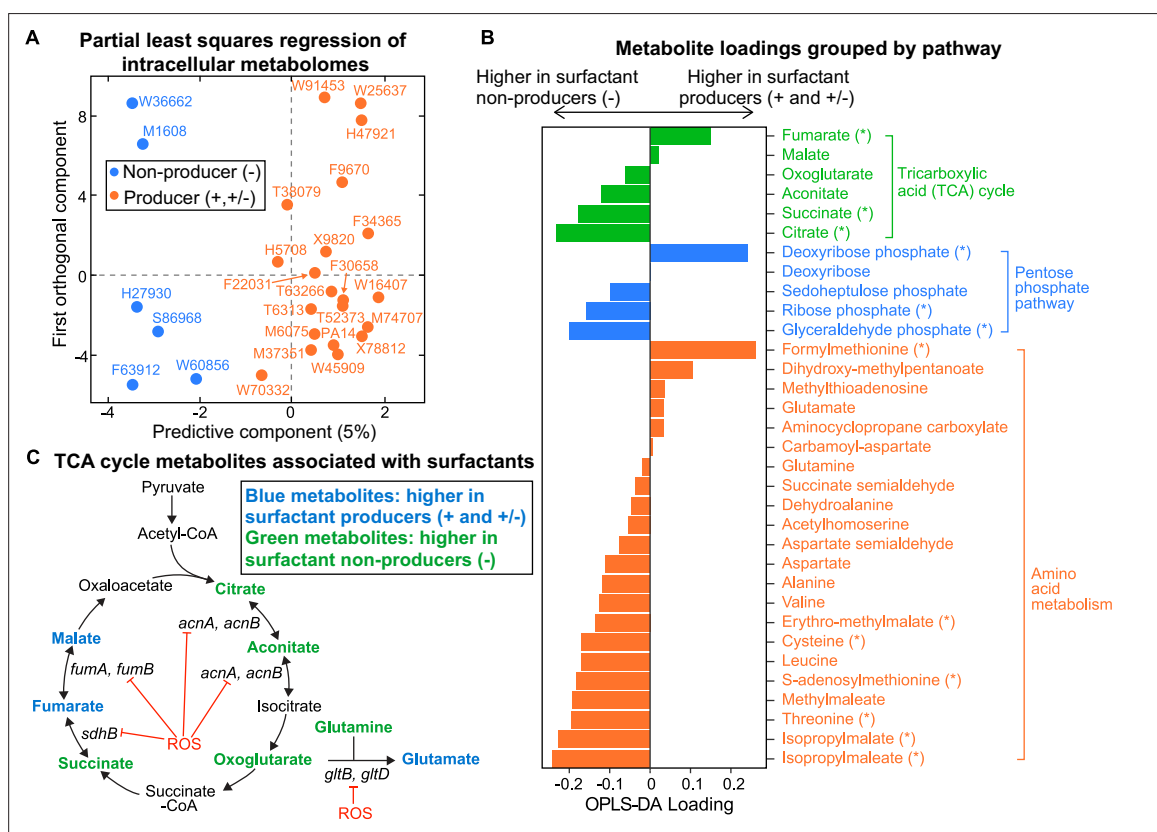 A
Partial least squares regression of
intracellular metabolomes
First orthogonal component
8
4
0
-4
-4
-2
0
2
Predictive component (5%)
Non-producer (-)
Producer (+,+/-)
W36662
M1608
W91453
W25637
H47921
F9670
T38079
F34365
X9820
H5708
F30658
F22031
T63266
W16407
T6313
T52373
M74707
M6075
PA14
X78812
M37351
W45909
W70332
H27930
S86968
F63912
W60856
B
Metabolite loadings grouped by pathway
Higher in surfactant
non-producers (-)
Higher in surfactant
producers (+ and +/-)
Fumarate (*)
Malate
Oxoglutarate
Aconitate
Succinate (*)
Citrate (*)
Tricarboxylic
acid (TCA) cycle
Deoxyribose phosphate (*)
Deoxyribose
Sedoheptulose phosphate
Ribose phosphate (*)
Glyceraldehyde phosphate (*)
Pentose
phosphate
pathway
Formylmethionine (*)
Dihydroxy-methylpentanoate
Methylthioadenosine
Glutamate
Aminocyclopropane carboxylate
Carbamoyl-aspartate
Glutamine
Succinate semialdehyde
Dehydroalanine
Acetylhomoserine
Aspartate semialdehyde
Aspartate
Alanine
Valine
Erythro-methylmalate (*)
Cysteine (*)
Leucine
S-adenosylmethionine (*)
Methylmaleate
Threonine (*)
Isopropylmalate (*)
Isopropylmaleate (*)
Amino
acid
metabolism
-0.2
-0.1
0
0.1
0.2
OPLS-DA Loading
C
TCA cycle metabolites associated with surfactants
Blue metabolites: higher in
surfactant producers (+ and +/-)
Green metabolites: higher in
surfactant non-producers (-)
Pyruvate
Acetyl-CoA
Oxaloacetate
Citrate
Malate
acnA, acnB
Aconitate
fumA, fumB
acnA, acnB
Fumarate
Isocitrate
sdhB
ROS
Glutamine
Succinate
Oxoglutarate
Glutamate
gltB, gltD
Succinyl
-CoA
ROS